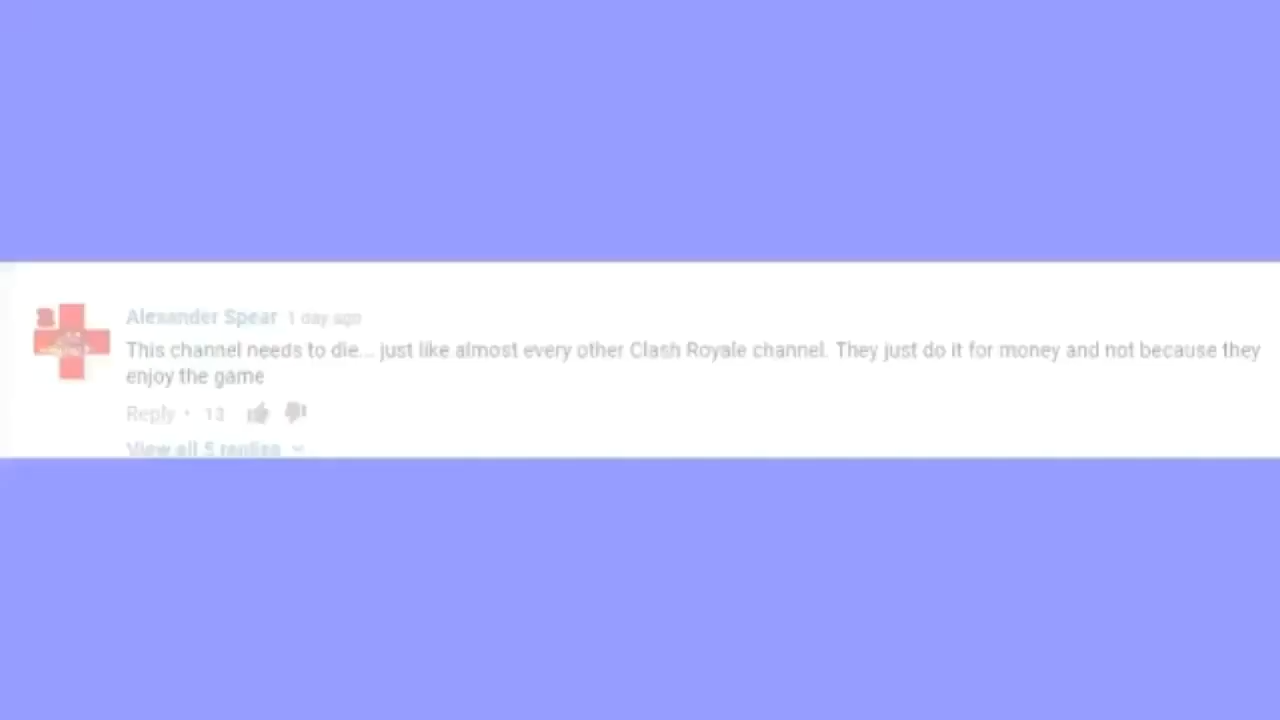 Alexander Spear 1 day ago
This channel needs to die... just like almost every other Clash Royale channel. They just do it for money and not because they
enjoy the game
Reply • 13
View all 5 replies